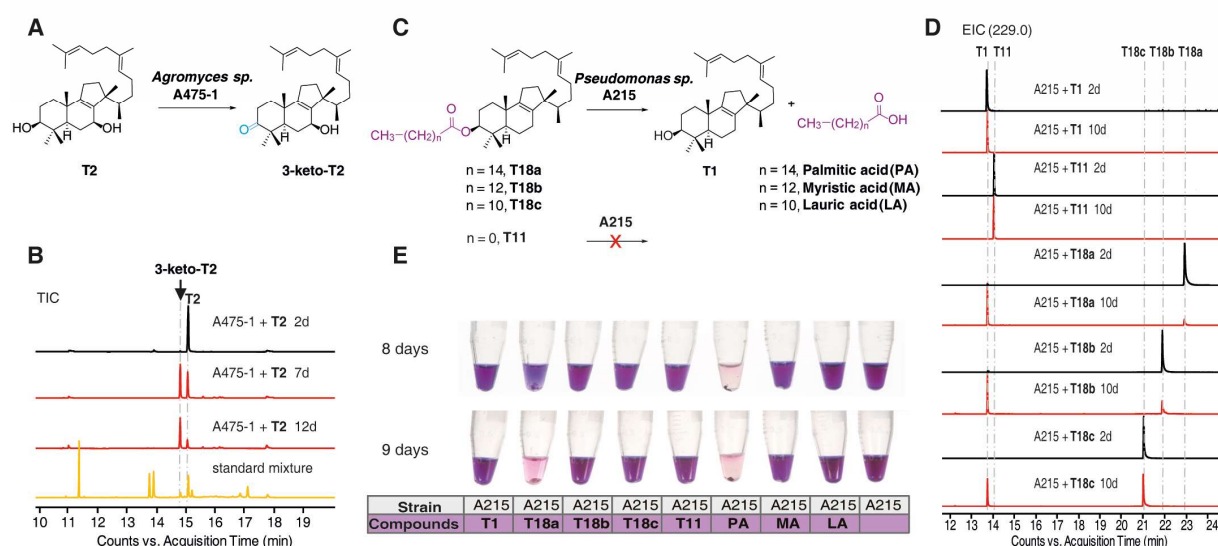 A
Agromyces sp.
A475-1
HO
H
OH
O
H
OH
T2
3-keto-T2
B
3-keto-T2
TIC
T2
A475-1 + T2 2d
A475-1 + T2 7d
A475-1 + T2 12d
standard mixture
10 11 12 13 14 15 16 17 18 19
Counts vs. Acquisition Time (min)
C
Pseudomonas sp.
A215
O
CH₃-(CH₂)n
O
H
HO
H
+
O
CH₃-(CH₂)n
OH
T1
n = 14, T18a
n = 12, T18b
n = 10, T18c
n = 14, Palmitic acid (PA)
n = 12, Myristic acid (MA)
n = 10, Lauric acid (LA)
A215
n = 0, T11
X
E
8 days
9 days
Strain A215 A215 A215 A215 A215 A215 A215 A215 A215
Compounds T1 T18a T18b T18c T11 PA MA LA
D
EIC (229.0)
T1 T11 T18c T18b T18a
A215 + T1 2d
A215 + T1 10d
A215 + T11 2d
A215 + T11 10d
A215 + T18a 2d
A215 + T18a 10d
A215 + T18b 2d
A215 + T18b 10d
A215 + T18c 2d
A215 + T18c 10d
12 13 14 15 16 17 18 19 20 21 22 23 24
Counts vs. Acquisition Time (min)